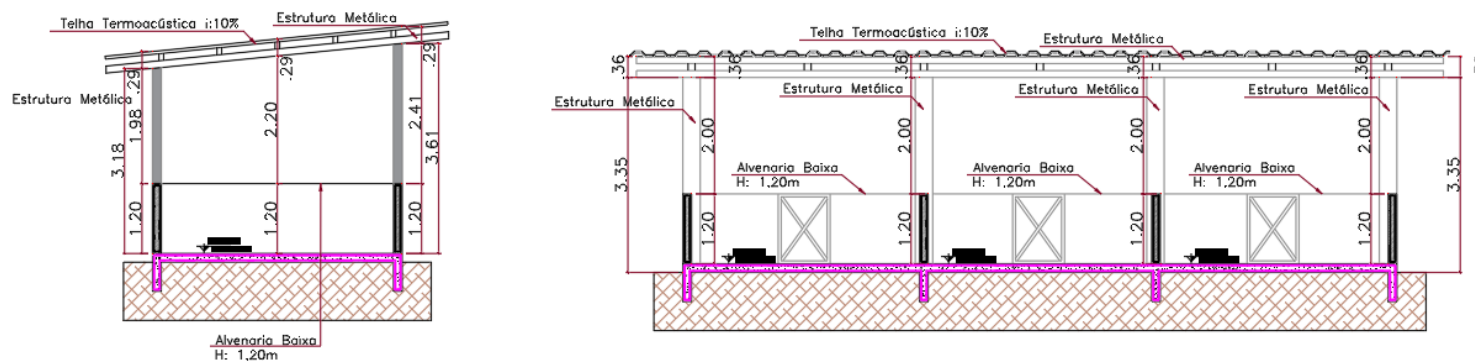 Telha Termoacústica i:10%
Estrutura Metálica
.29
.29
.29
Estrutura Metálica
1.98
2.20
2.41
3.18
3.61
1.20
1.20
1.20
Alvenaria Baixa
H: 1,20m
Telha Termoacústica i:10%
Estrutura Metálica
.36
.36
.36
.36
.36
Estrutura Metálica
Estrutura Metálica
Estrutura Metálica
Estrutura Metálica
2.00
2.00
2.00
2.00
3.35
3.35
Alvenaria Baixa
H: 1,20m
Alvenaria Baixa
H: 1,20m
Alvenaria Baixa
H: 1,20m
1.20
1.20
1.20
1.20